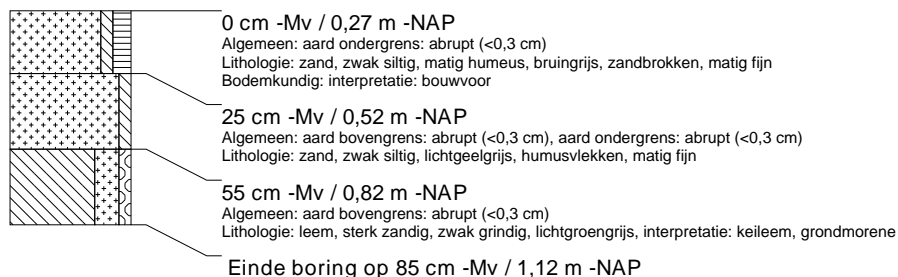 0 cm -Mv / 0,27 m -NAP
Algemeen: aard ondergrens: abrupt (<0,3 cm)
Lithologie: zand, zwak siltig, matig humeus, bruingrijs, zandbrokken, matig fijn
Bodemkundig: interpretatie: bouwvoor
25 cm -Mv / 0,52 m -NAP
Algemeen: aard bovengrens: abrupt (<0,3 cm), aard ondergrens: abrupt (<0,3 cm)
Lithologie: zand, zwak siltig, lichtgeelgrijs, humusvlekken, matig fijn
55 cm -Mv / 0,82 m -NAP
Algemeen: aard bovengrens: abrupt (<0,3 cm)
Lithologie: leem, sterk zandig, zwak grindig, lichtgroengrijs, interpretatie: keileem, grondmorene
Einde boring op 85 cm -Mv / 1,12 m -NAP